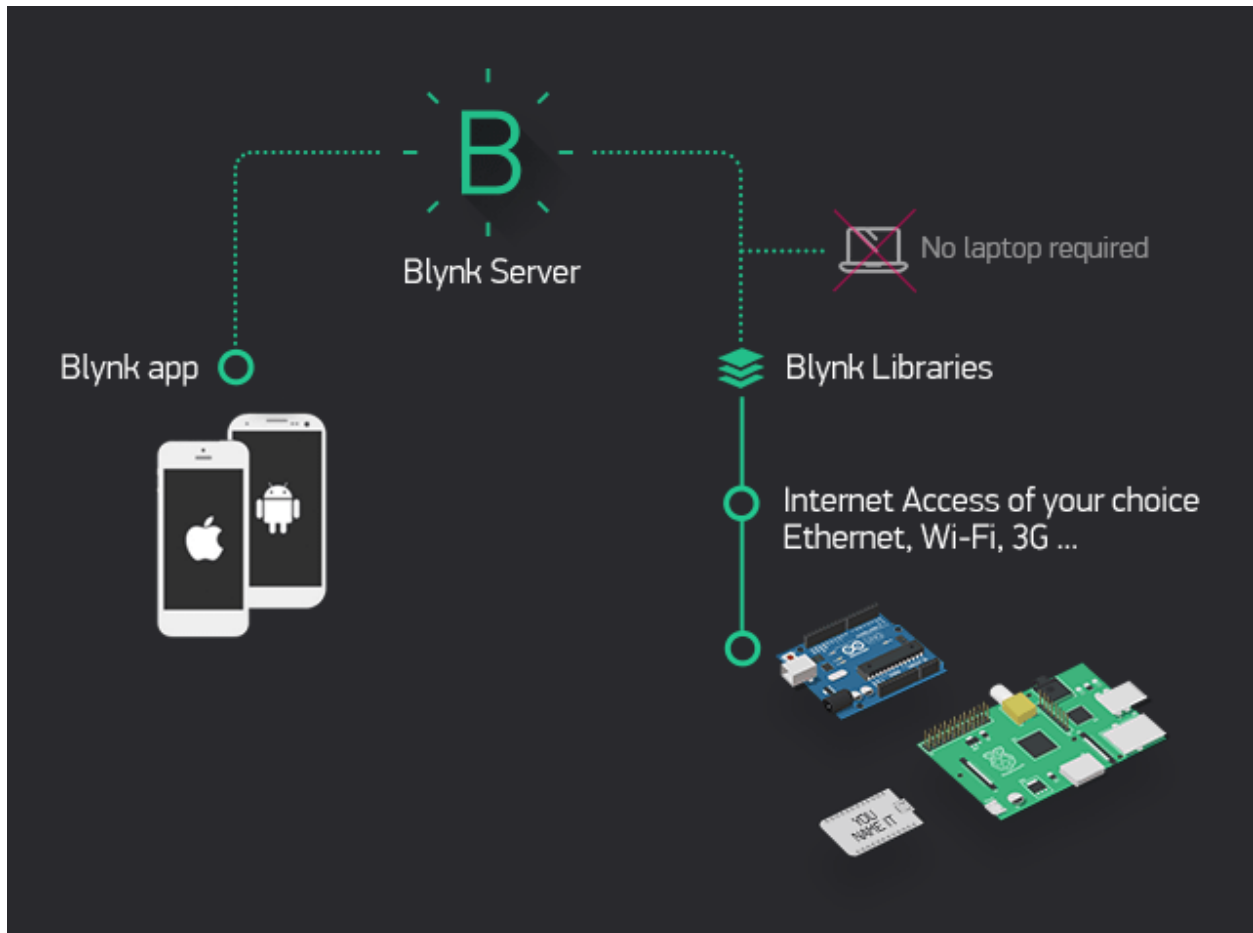 B
Blynk Server
No laptop required
Blynk app
Blynk Libraries
Internet Access of your choice
Ethernet, Wi-Fi, 3G ...
UNO
YOU
NAME IT